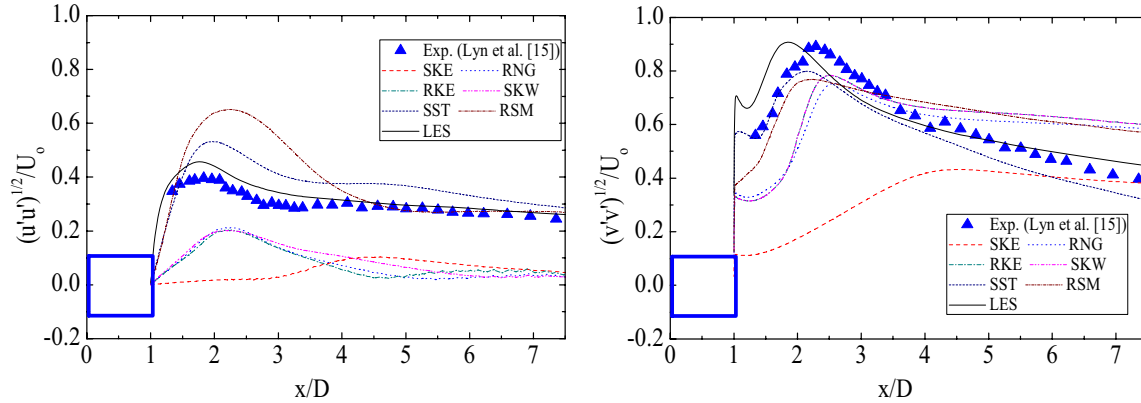 1.0
0.8
0.6
0.4
0.2
0.0
-0.2
0 1 2 3 4 5 6 7
x/D
(u'u')^1/2/U_o
Exp. (Lyn et al. [15])
SKE RNG
RKE SKW
SST RSM
LES
1.0
0.8
0.6
0.4
0.2
0.0
-0.2
0 1 2 3 4 5 6 7
x/D
(v'v')^1/2/U_o
Exp. (Lyn et al. [15])
SKE RNG
RKE SKW
SST RSM
LES